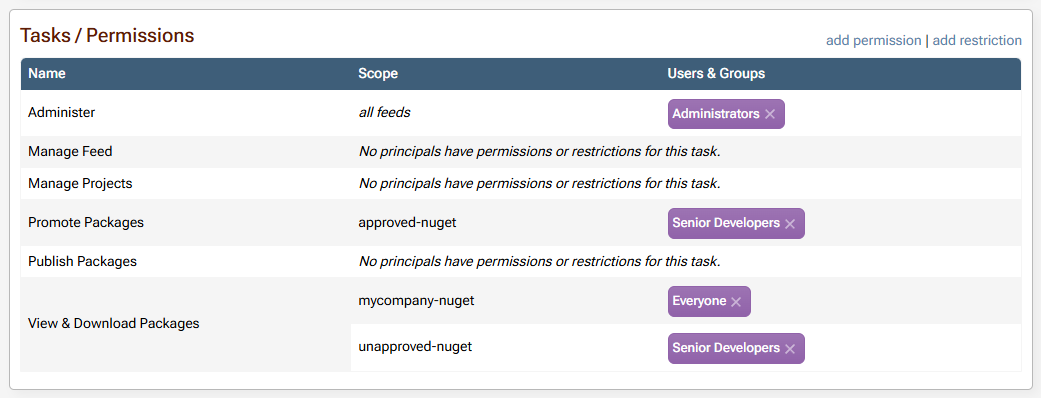 Tasks / Permissions
add permission | add restriction
Name Scope Users & Groups
Administer all feeds Administrators ×
Manage Feed No principals have permissions or restrictions for this task.
Manage Projects No principals have permissions or restrictions for this task.
Promote Packages approved-nuget Senior Developers ×
Publish Packages No principals have permissions or restrictions for this task.
View & Download Packages
mycompany-nuget Everyone ×
unapproved-nuget Senior Developers ×